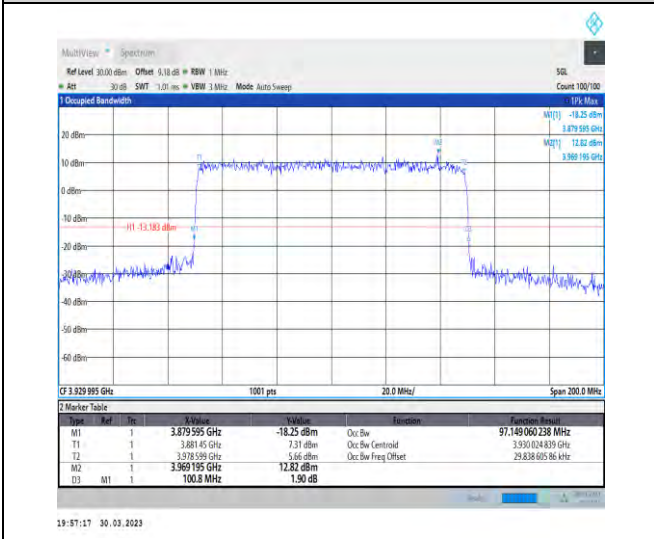 MultiView Spectrum
Ref Level 30.00 dBm Offset 9.18 dB RBW 1 MHz SGL
Att 30 dB SWT 1.01 ms VBW 3 MHz Mode Auto Sweep Count 100/100
1 Occupied Bandwidth 1Pk Max
M1[1] -18.25 dBm
3.879 595 GHz
M2[1] 12.82 dBm
3.969 195 GHz
20 dBm
10 dBm
0 dBm
-10 dBm
H1 -13.183 dBm
-20 dBm
-30 dBm
-40 dBm
-50 dBm
-60 dBm
T1
M2
M1
CF 3.929 995 GHz 1001 pts 20.0 MHz/ Span 200.0 MHz
2 Marker Table
Type Ref Trc X-Value Y-Value Function Function Result
M1 1 3.879 595 GHz -18.25 dBm Occ Bw 97.149 060 238 MHz
T1 1 3.881 45 GHz 7.31 dBm Occ Bw Centroid 3.930 024 839 GHz
T2 1 3.978 599 GHz 5.66 dBm Occ Bw Freq Offset 29.838 605 86 kHz
M2 1 3.969 195 GHz 12.82 dBm
D3 M1 1 100.8 MHz 1.90 dB
19:57:17 30.03.2023